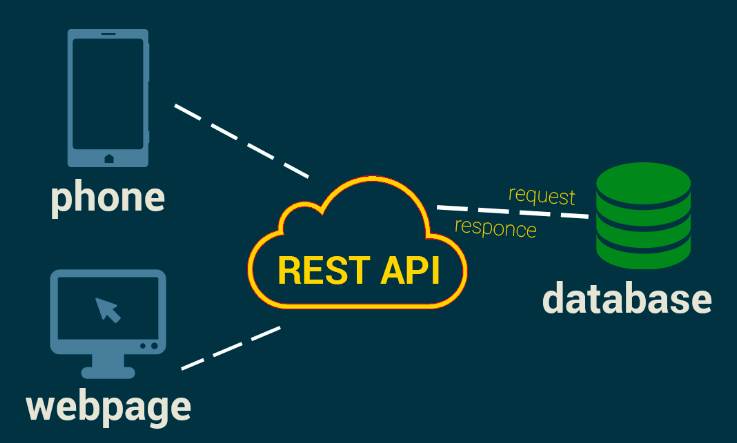 phone
REST API
request
responce
database
webpage